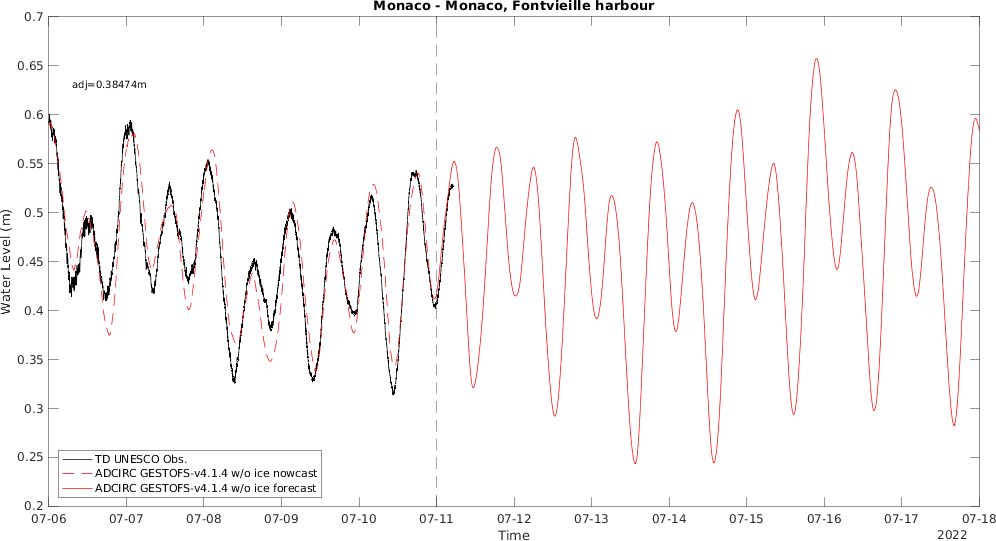 Monaco - Monaco, Fontvieille harbour
0.7
0.65
adj=0.38474m
0.6
0.55
0.5
0.45
0.4
0.35
0.3
0.25
0.2
Water Level (m)
TD UNESCO Obs.
ADCIRC GESTOFS-v4.1.4 w/o ice nowcast
ADCIRC GESTOFS-v4.1.4 w/o ice forecast
07-06 07-07 07-08 07-09 07-10 07-11 07-12 07-13 07-14 07-15 07-16 07-17 07-18
Time
2022